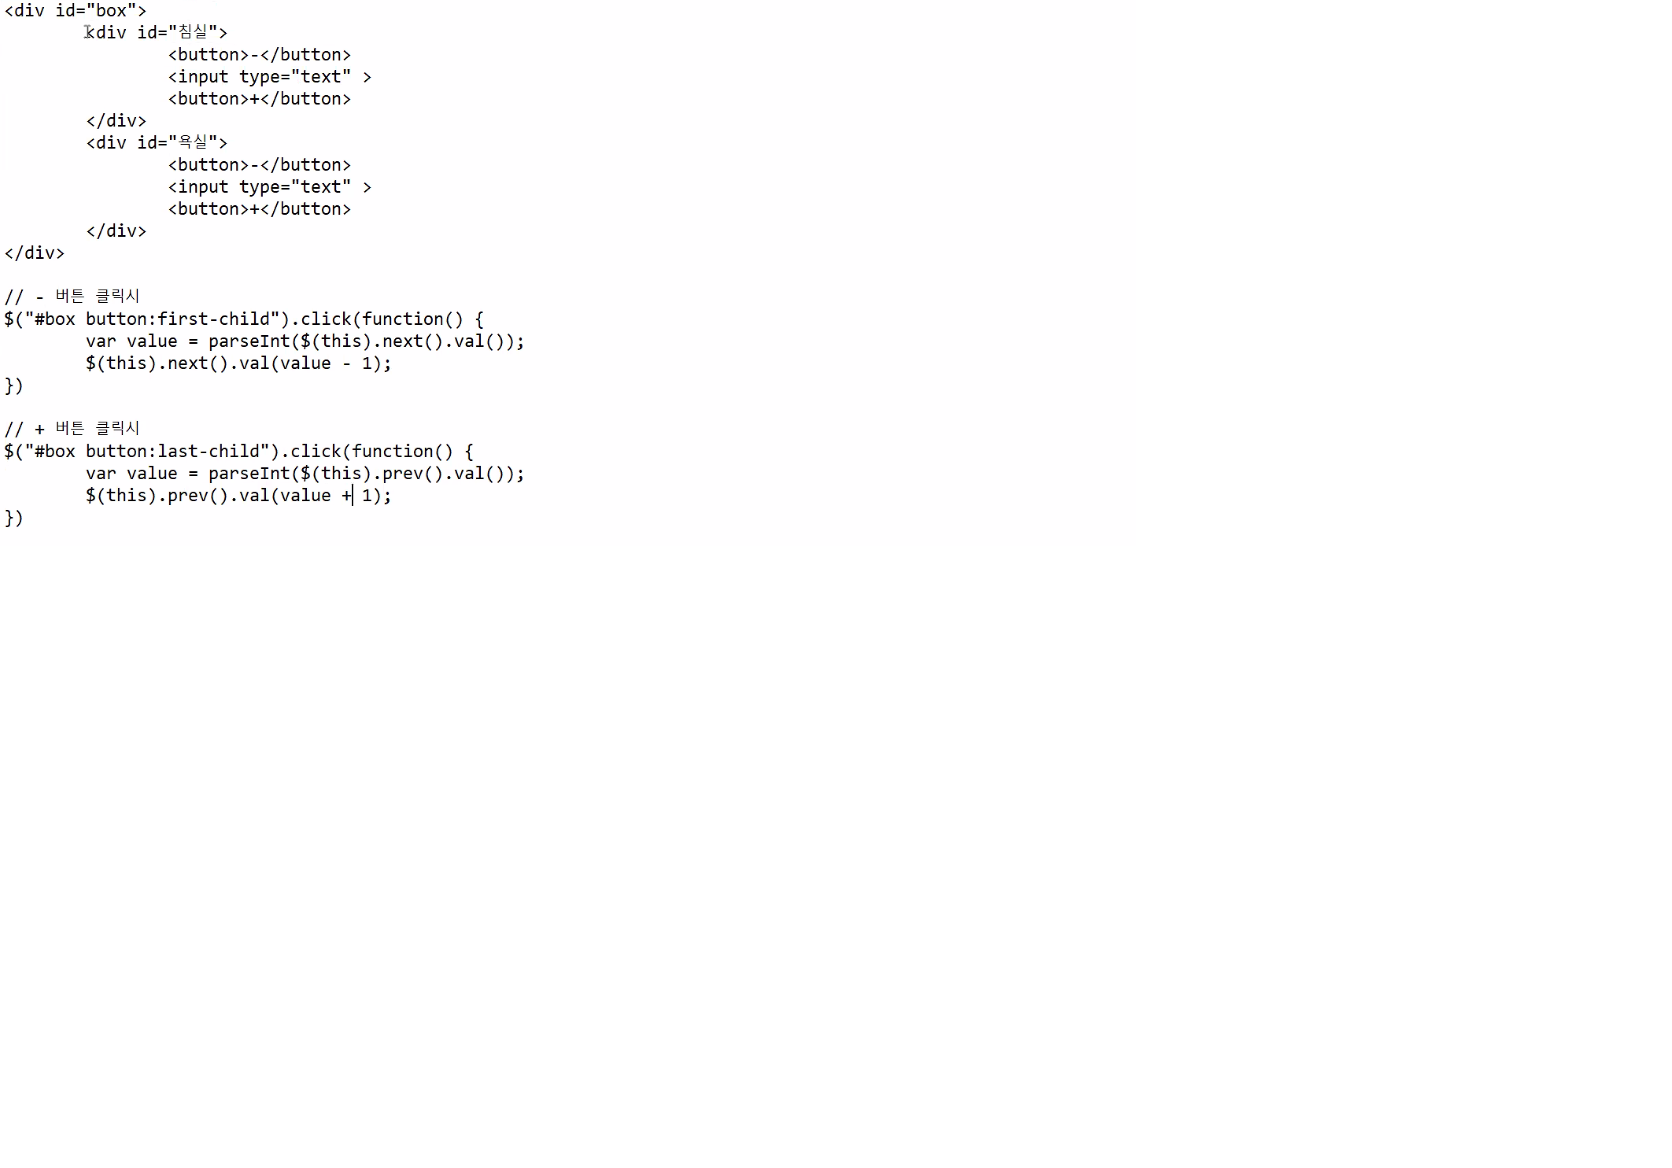 <div id="box">
	<div id="침실">
		<button>-</button>
		<input type="text" >
		<button>+</button>
	</div>
	<div id="욕실">
		<button>-</button>
		<input type="text" >
		<button>+</button>
	</div>
</div>

// - 버튼 클릭시
$("#box button:first-child").click(function() {
	var value = parseInt($(this).next().val());
	$(this).next().val(value - 1);
})

// + 버튼 클릭시
$("#box button:last-child").click(function() {
	var value = parseInt($(this).prev().val());
	$(this).prev().val(value + 1);
})